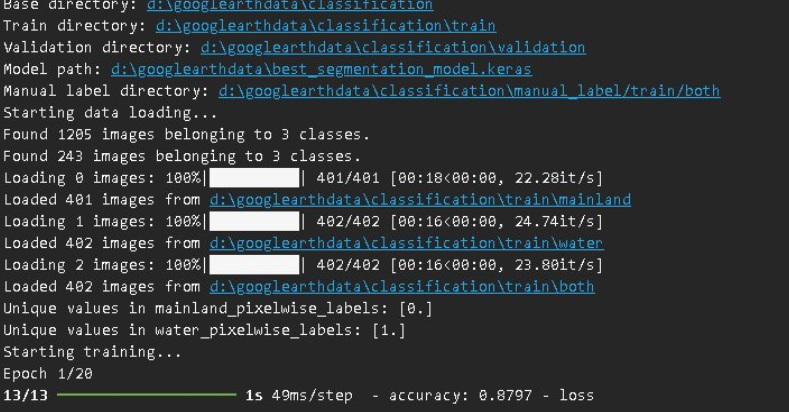 Base directory: d:\googlearthdata\classification
Train directory: d:\googlearthdata\classification\train
Validation directory: d:\googlearthdata\classification\validation
Model path: d:\googlearthdata\best_segmentation_model.keras
Manual label directory: d:\googlearthdata\classification\manual_label/train/both
Starting data loading...
Found 1205 images belonging to 3 classes.
Found 243 images belonging to 3 classes.
Loading 0 images: 100%|██████████| 401/401 [00:18<00:00, 22.28it/s]
Loaded 401 images from d:\googlearthdata\classification\train\mainland
Loading 1 images: 100%|██████████| 402/402 [00:16<00:00, 24.74it/s]
Loaded 402 images from d:\googlearthdata\classification\train\water
Loading 2 images: 100%|██████████| 402/402 [00:16<00:00, 23.80it/s]
Loaded 402 images from d:\googlearthdata\classification\train\both
Unique values in mainland_pixelwise_labels: [0.]
Unique values in water_pixelwise_labels: [1.]
Starting training...
Epoch 1/20
13/13 ━━━━━━━━━━━━━━━━━━━━ 1s 49ms/step - accuracy: 0.8797 - loss